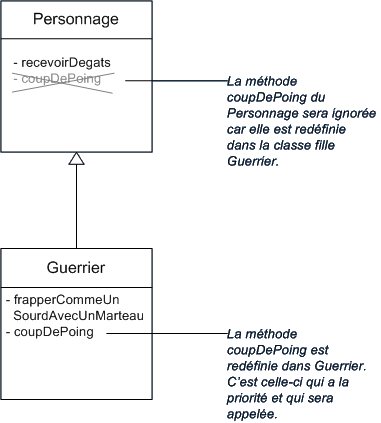 Personnage
- recevoirDegats
- coupDePoing
La méthode
coupDePoing du
Personnage sera ignorée
car elle est redéfinie
dans la classe fille
Guerrier.
Guerrier
- frapperCommeUn
SourdAvecUnMarteau
- coupDePoing
La méthode
coupDePoing est
redéfinie dans Guerrier.
C'est celle-ci qui a la
priorité et qui sera
appelée.